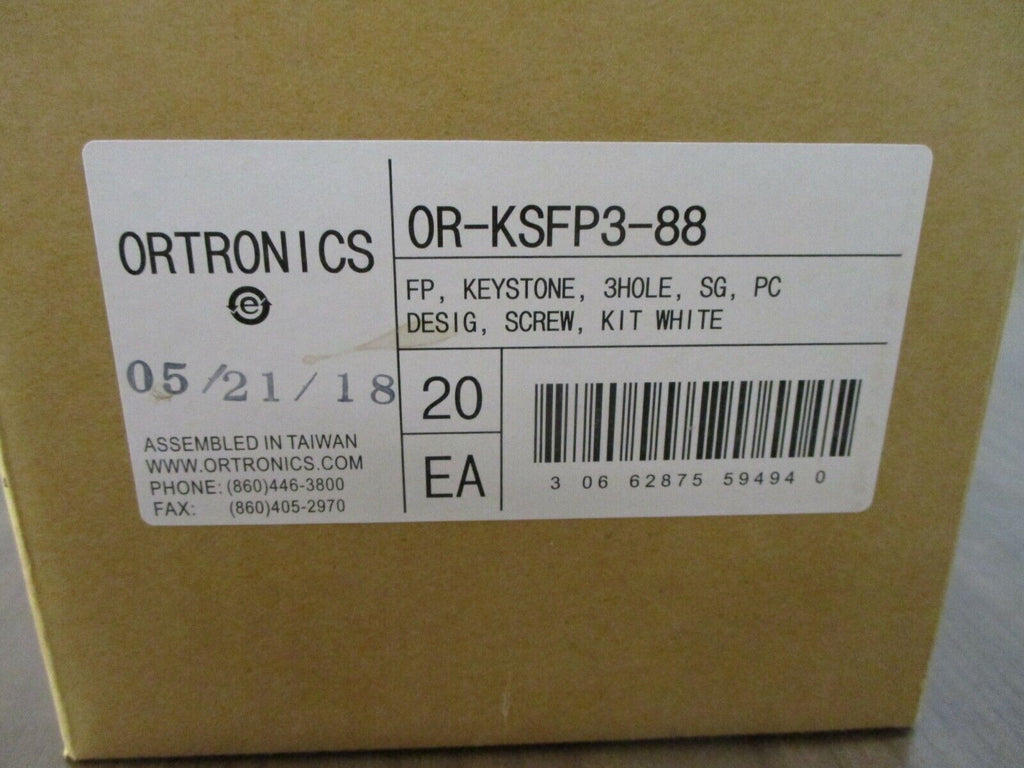 ORTRONICS
e
05/21/18
ASSEMBLED IN TAIWAN
WWW.ORTRONICS.COM
PHONE: (860)446-3800
FAX: (860)405-2970
OR-KSFP3-88
FP, KEYSTONE, 3HOLE, SG, PC
DESIG, SCREW, KIT WHITE
20
EA
3 06 62875 59494 0